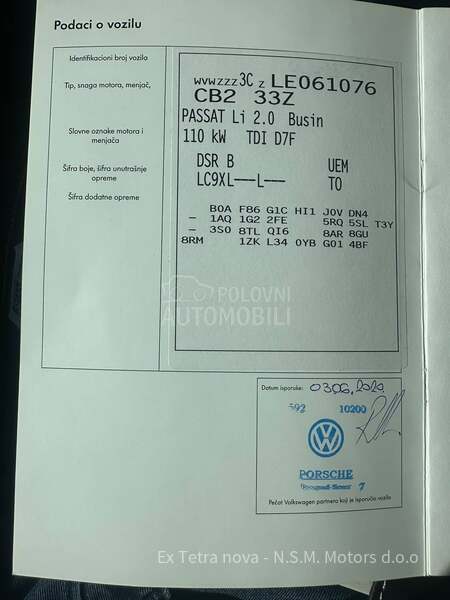 Podaci o vozilu
Identifikacioni broj vozila
WVWZZZ3C Z LE061076
Tip, snaga motora, menjač,
CB2 33Z
PASSAT Li 2.0 Busin
110 kW TDI D7F
Slovne oznake motora i
menjača
DSR B UEM
Šifra boje, šifra unutrašnje
opreme
LC9XL---L--- TO
Šifra dodatne opreme
B0A F86 G1C HI1 J0V DN4
- 1AQ 1G2 2FE 5RQ 5SL T3Y
- 3S0 8TL QI6 8AR 8GU
8RM 1ZK L34 0YB G01 4BF
POLOVNI
AUTOMOBILI
Datum isporuke: 03.06.2020.
592 10200
PORSCHE
7
Pečat Volkswagen partnera koji je isporučio vozilo
Ex Tetra nova - N.S.M. Motors d.o.o